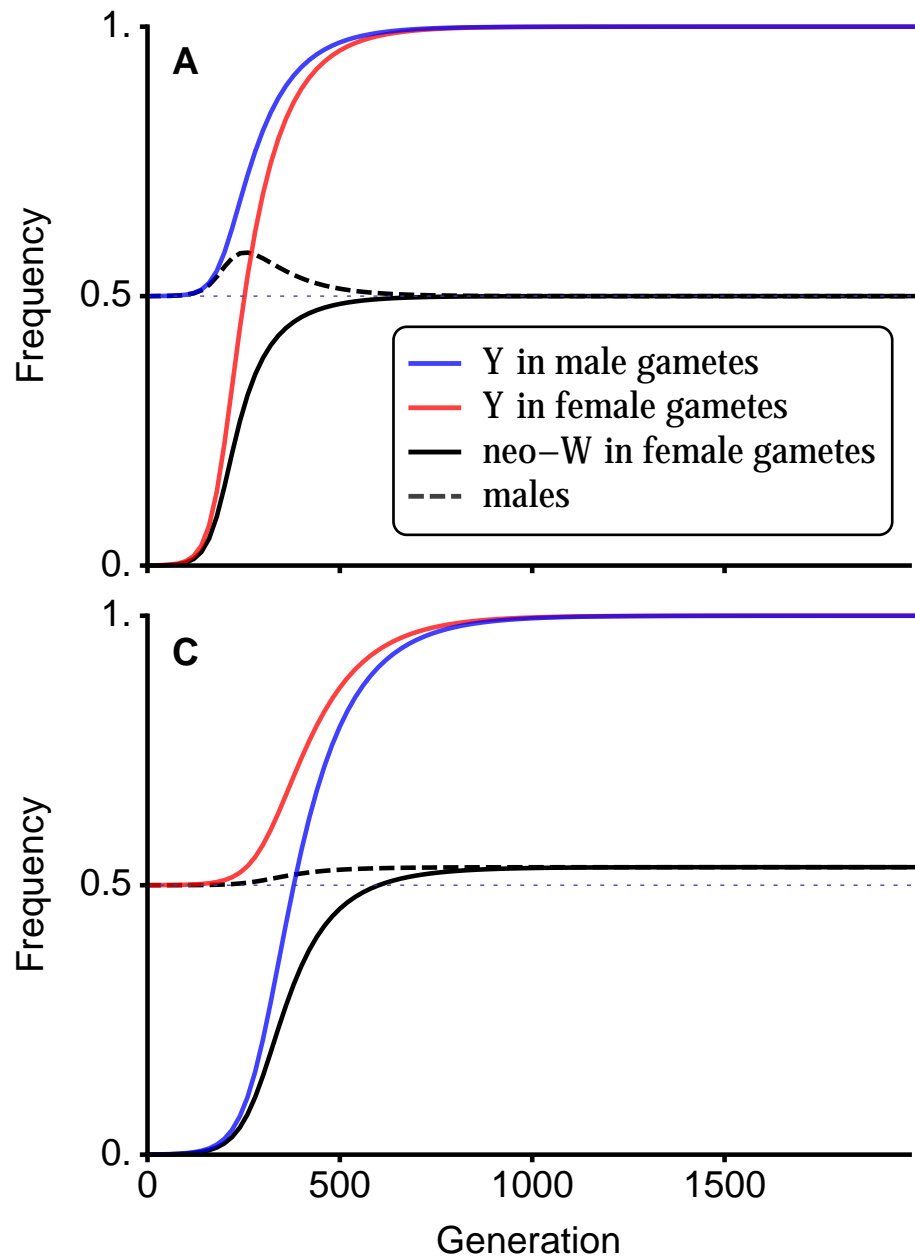 1.
A
Frequency
0.5
Y in male gametes
Y in female gametes
neo−W in female gametes
males
0.
1.
C
Frequency
0.5
0.
0
500
1000
1500
Generation